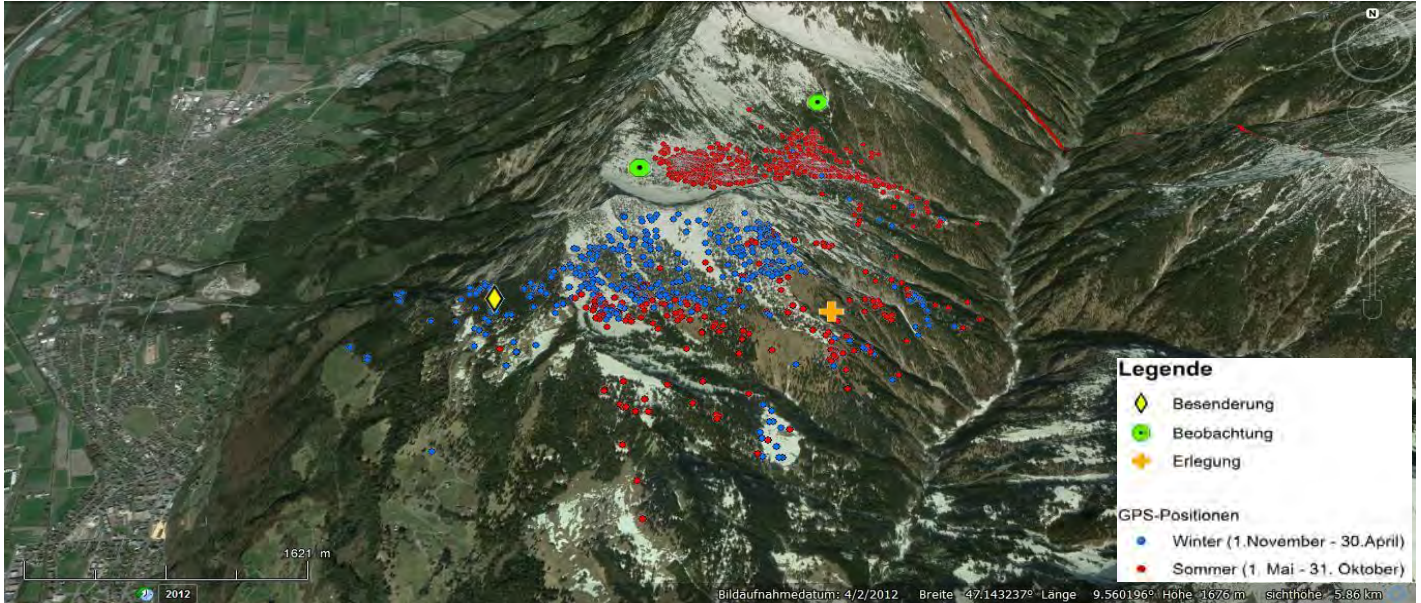 N
Legende
Besenderung
Beobachtung
Erlegung
GPS-Positionen
Winter (1.November - 30.April)
Sommer (1. Mai - 31. Oktober)
1621 m
2012
Bildaufnahmedatum: 4/2/2012 Breite 47.143237° Länge 9.560196° Höhe 1676 m sichthöhe 5.86 km